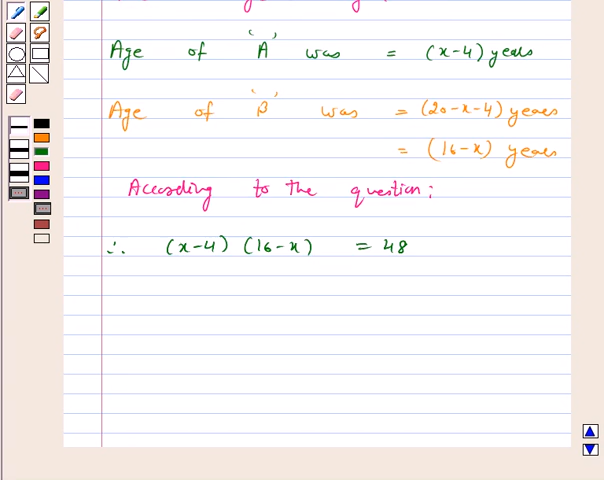 Age of 'A' was = (x-4) years
Age of 'B' was = (20-x-4) years
= (16-x) years
According to the question;
∴ (x-4) (16-x) = 48